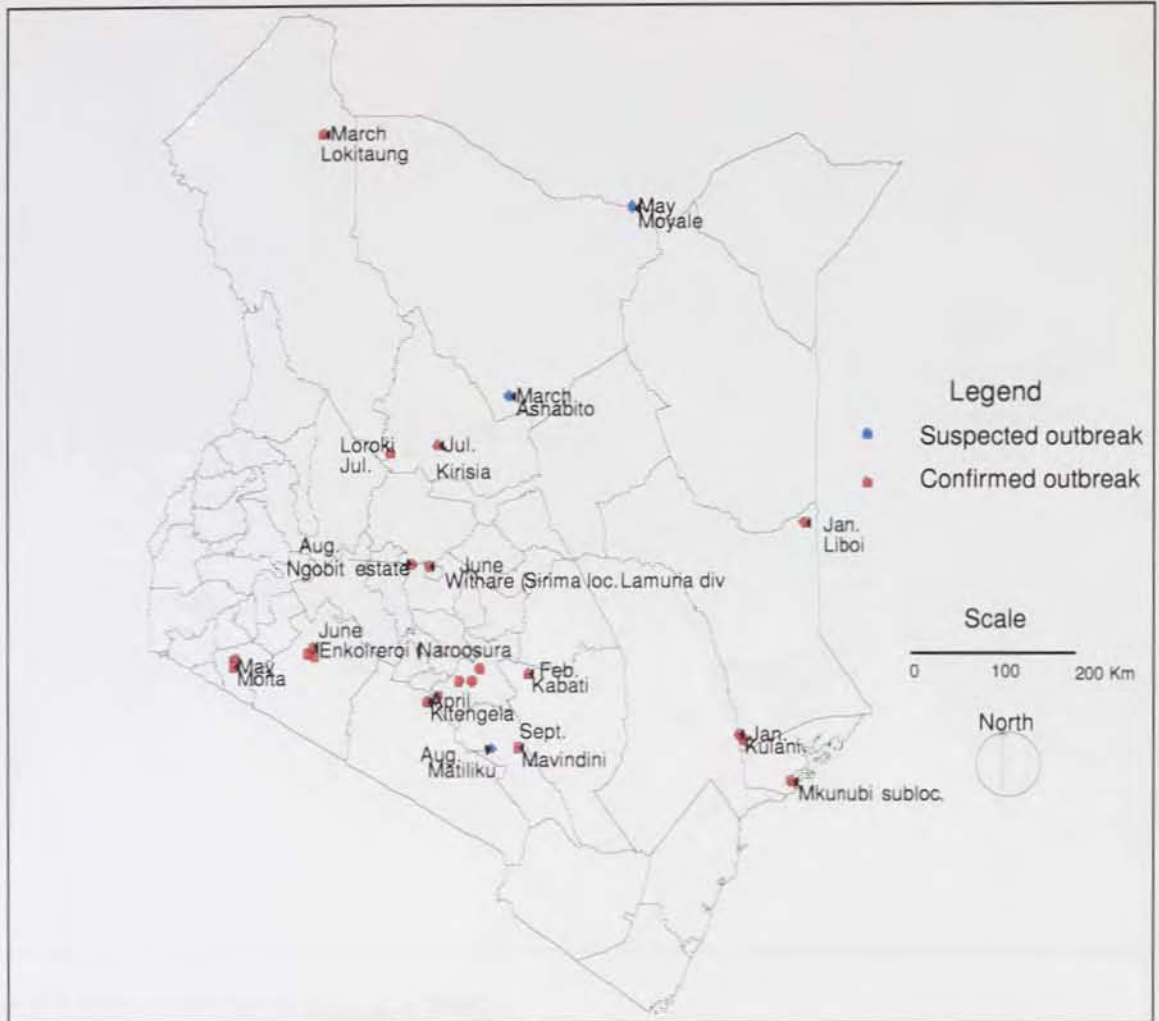 March
Lokitaung
May
Moyale
March
Ashabito
Loroki
Jul.
Jul.
Kirisia
Legend
Suspected outbreak
Confirmed outbreak
Jan.
Liboi
Aug.
Ngobit estate
June
Withare (Sirima loc. Lamuria div
Scale
0 100 200 Km
North
June
Enkoireroi (Naroosura
May
Moita
Feb.
Kabati
April
Kitengela
Sept.
Mavindini
Aug.
Matiliku
Jan.
Kulani
Mkunubi subloc.